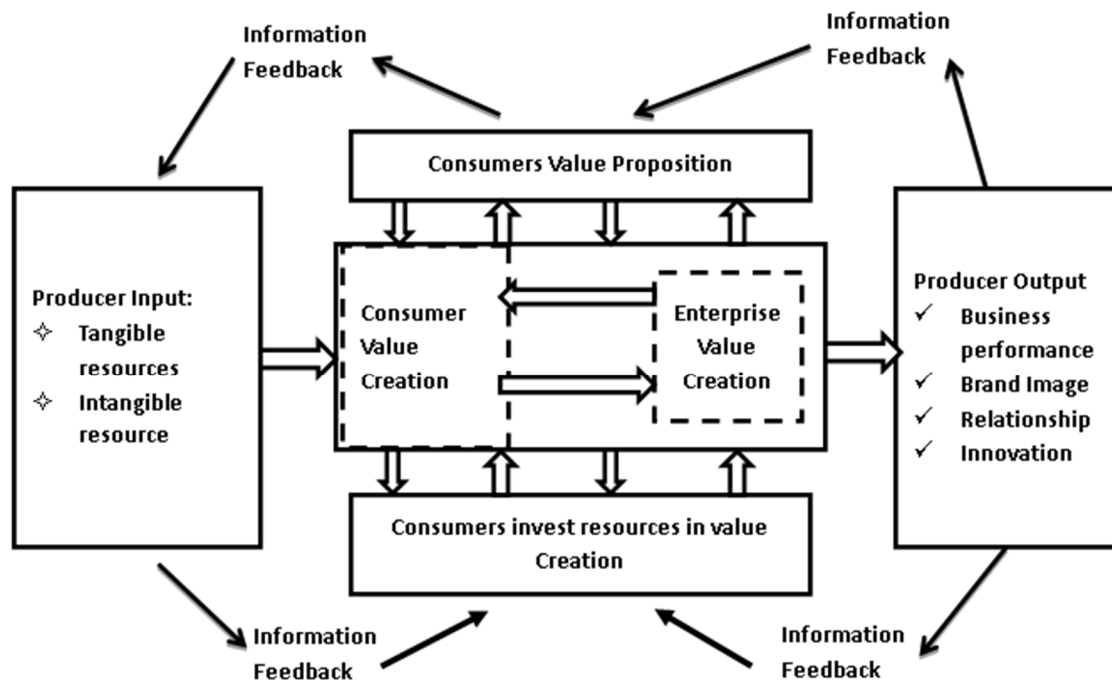 Information
Feedback
Information
Feedback
Consumers Value Proposition
Producer Input:
Tangible
resources
Intangible
resource
Consumer
Value
Creation
Enterprise
Value
Creation
Producer Output
Business
performance
Brand Image
Relationship
Innovation
Consumers invest resources in value
Creation
Information
Feedback
Information
Feedback